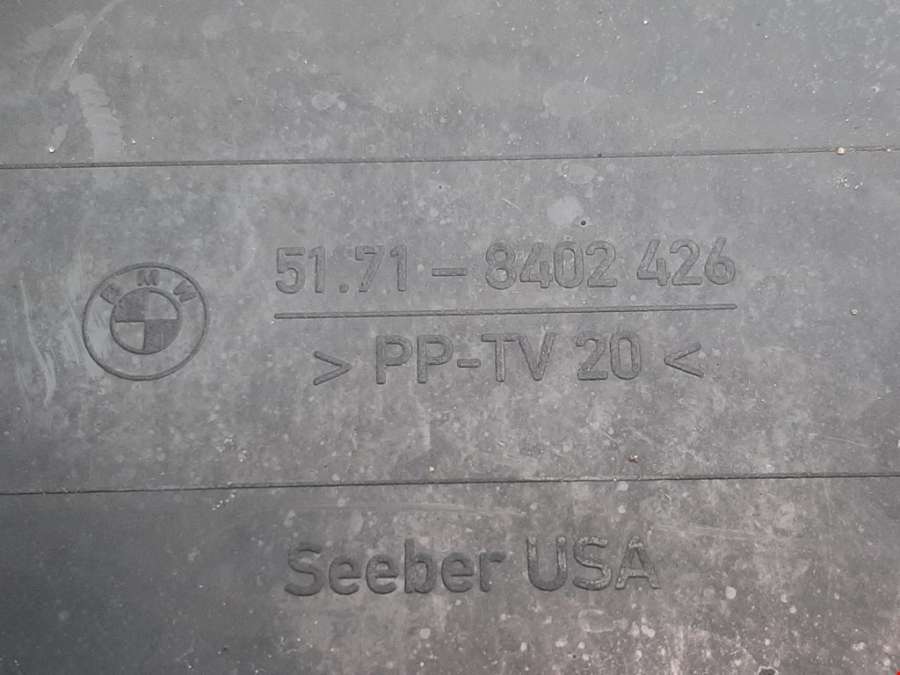 BMW
51.71 – 8402 426
> PP-TV 20 <
Seeber USA